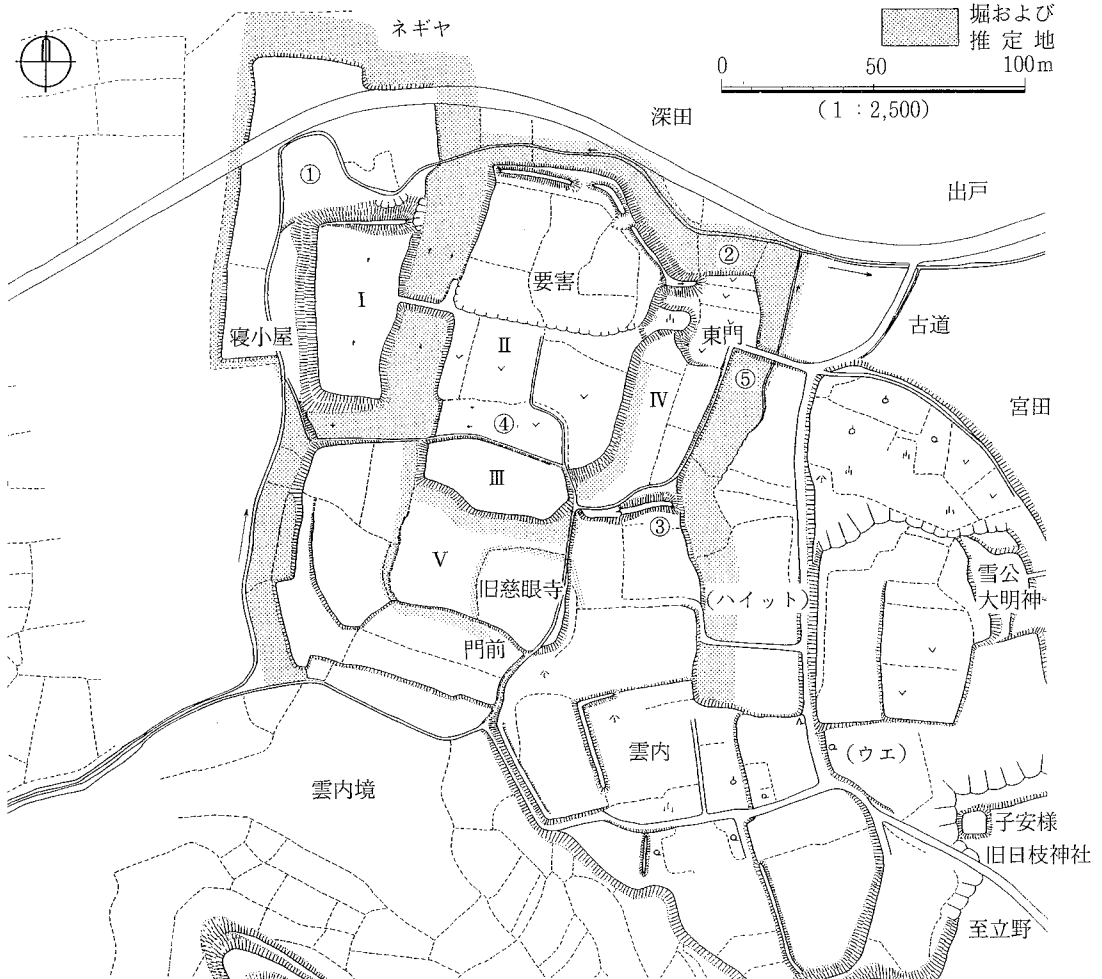 ネギヤ
堀および
推定地
0 50 100m
(1：2,500)
深田
出戸
①
②
要害
Ⅰ
東門
古道
寝小屋
Ⅱ
⑤
宮田
Ⅳ
④
Ⅲ
③
Ⅴ
旧慈眼寺
(ハイット)
雪公
大明神
門前
雲内
(ウエ)
雲内境
子安様
旧日枝神社
至立野